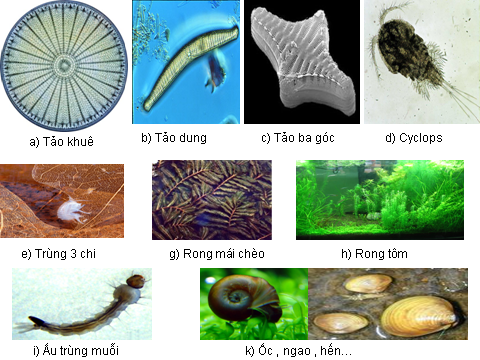 a) Tảo khuê
b) Tảo dung
c) Tảo ba góc
d) Cyclops
e) Trùng 3 chi
g) Rong mái chèo
h) Rong tôm
i) Ấu trùng muỗi
k) Ốc , ngao , hến...